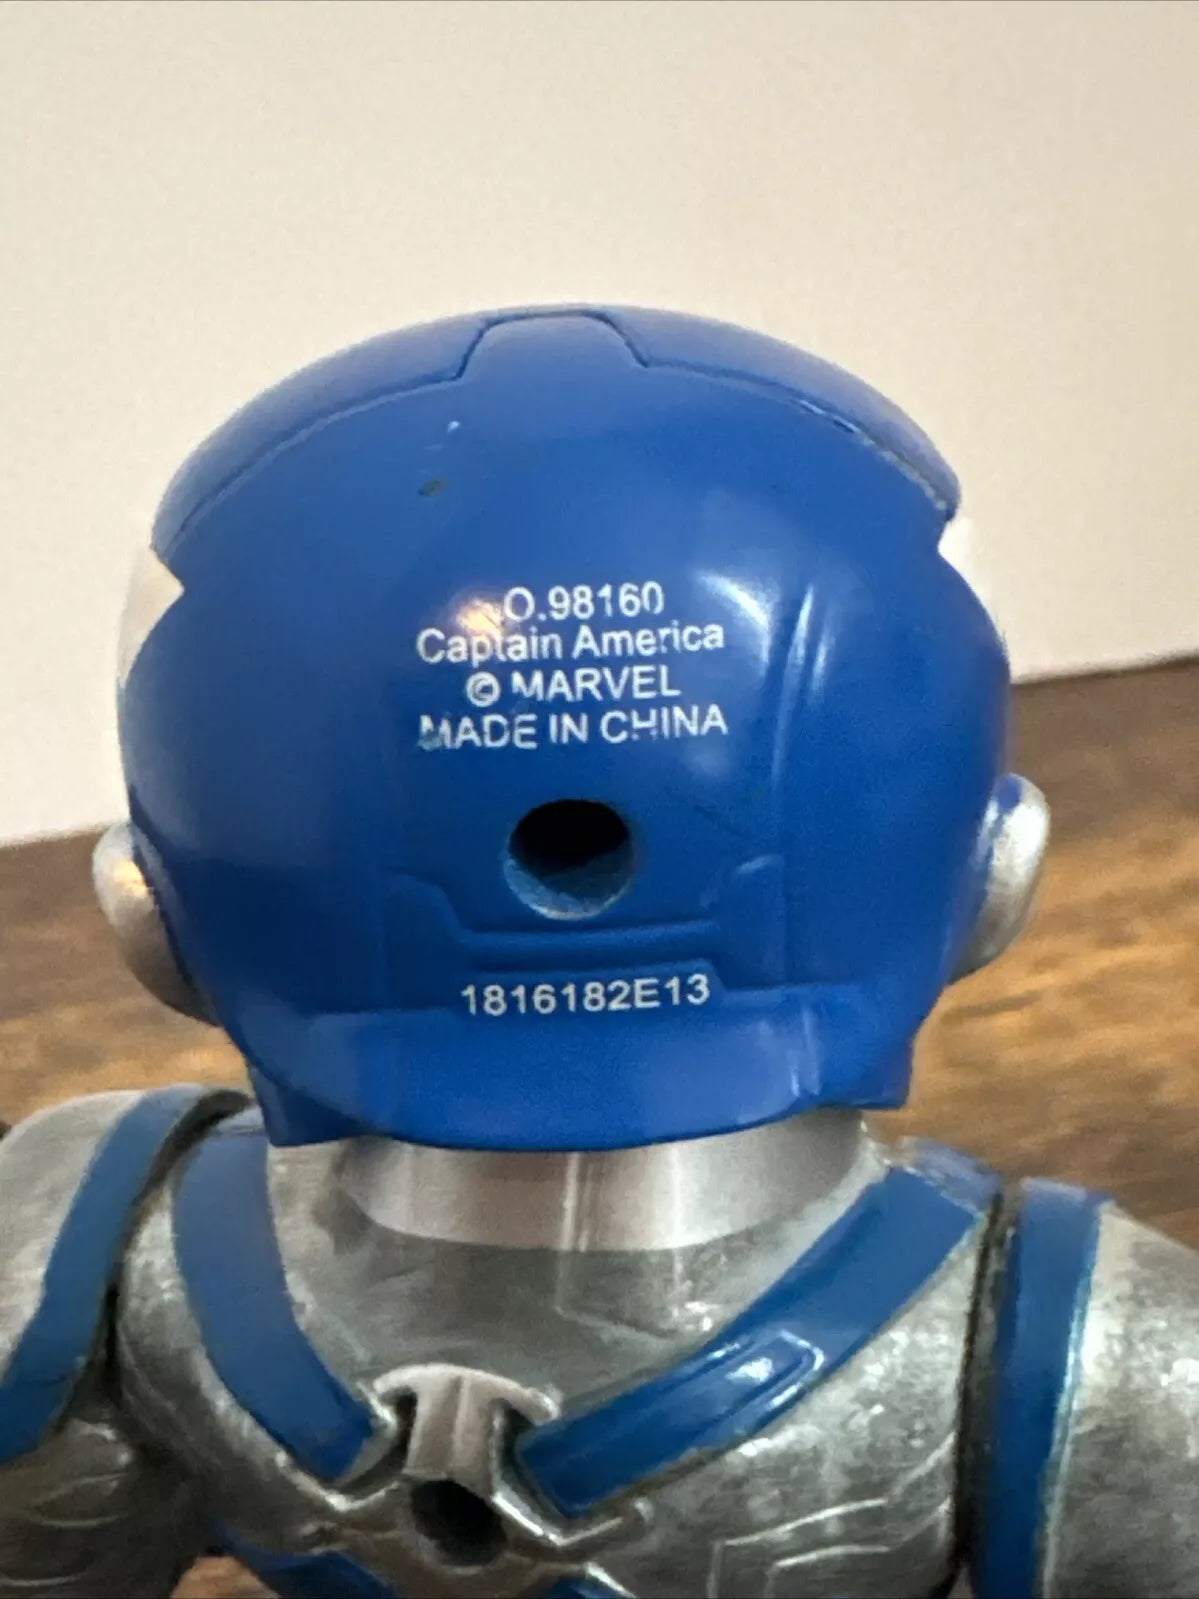 O.98160
Captain America
© MARVEL
MADE IN CHINA
1816182E13